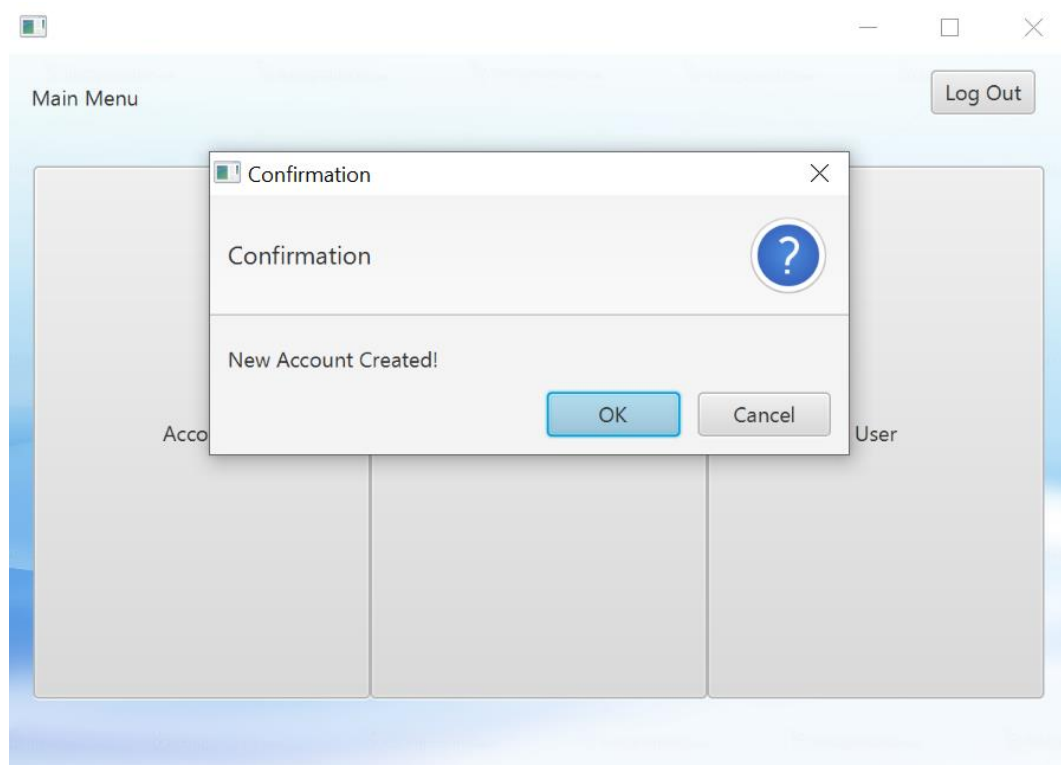 Main Menu
Log Out
Confirmation
Confirmation
?
New Account Created!
OK
Cancel
Acco
User